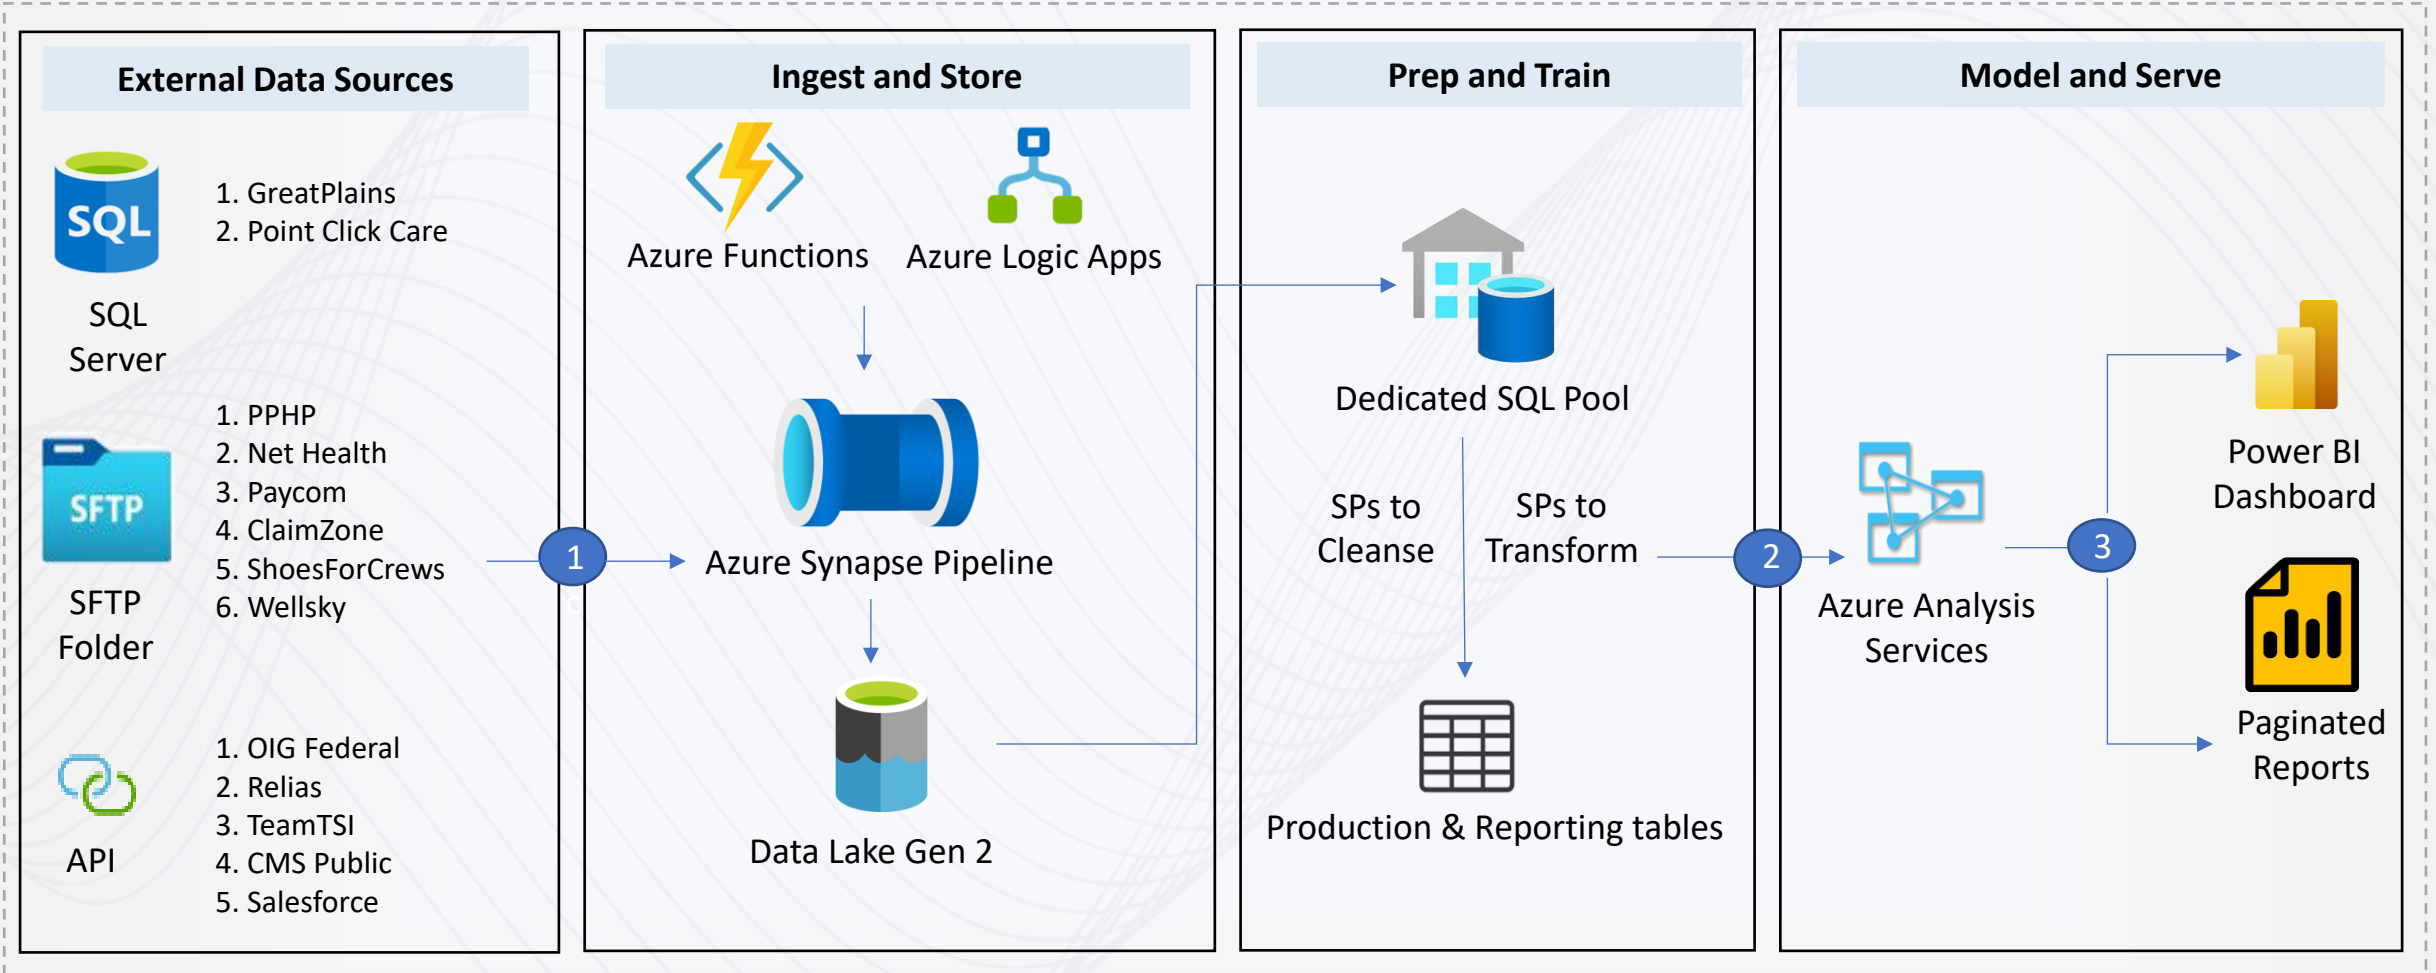 External Data Sources
SQL
1. GreatPlains
2. Point Click Care
SQL
Server
SFTP
1. PPHP
2. Net Health
3. Paycom
4. ClaimZone
5. ShoesForCrews
6. Wellsky
SFTP
Folder
1. OIG Federal
2. Relias
3. TeamTSI
4. CMS Public
5. Salesforce
API
1
Ingest and Store
Azure Functions
Azure Logic Apps
Azure Synapse Pipeline
Data Lake Gen 2
Prep and Train
Dedicated SQL Pool
SPs to
Cleanse
SPs to
Transform
Production & Reporting tables
2
Model and Serve
Azure Analysis
Services
3
Power BI
Dashboard
Paginated
Reports